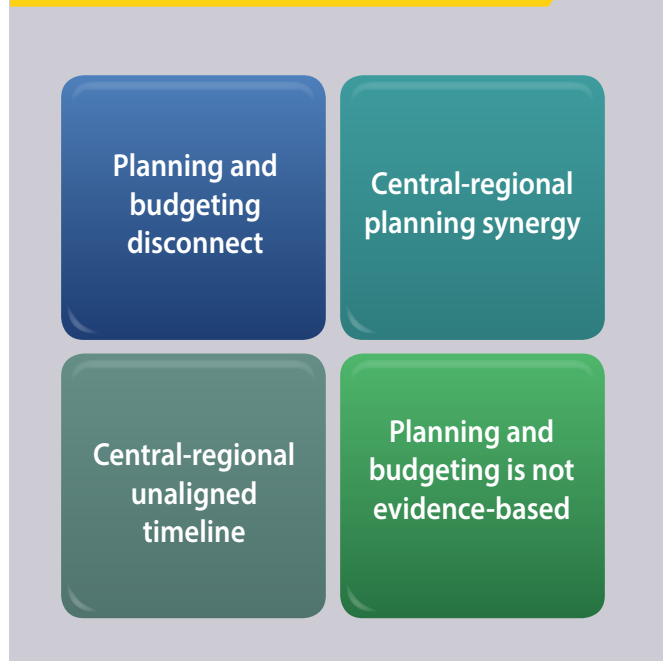 Planning and
budgeting
disconnect
Central-regional
planning synergy
Central-regional
unaligned
timeline
Planning and
budgeting is not
evidence-based